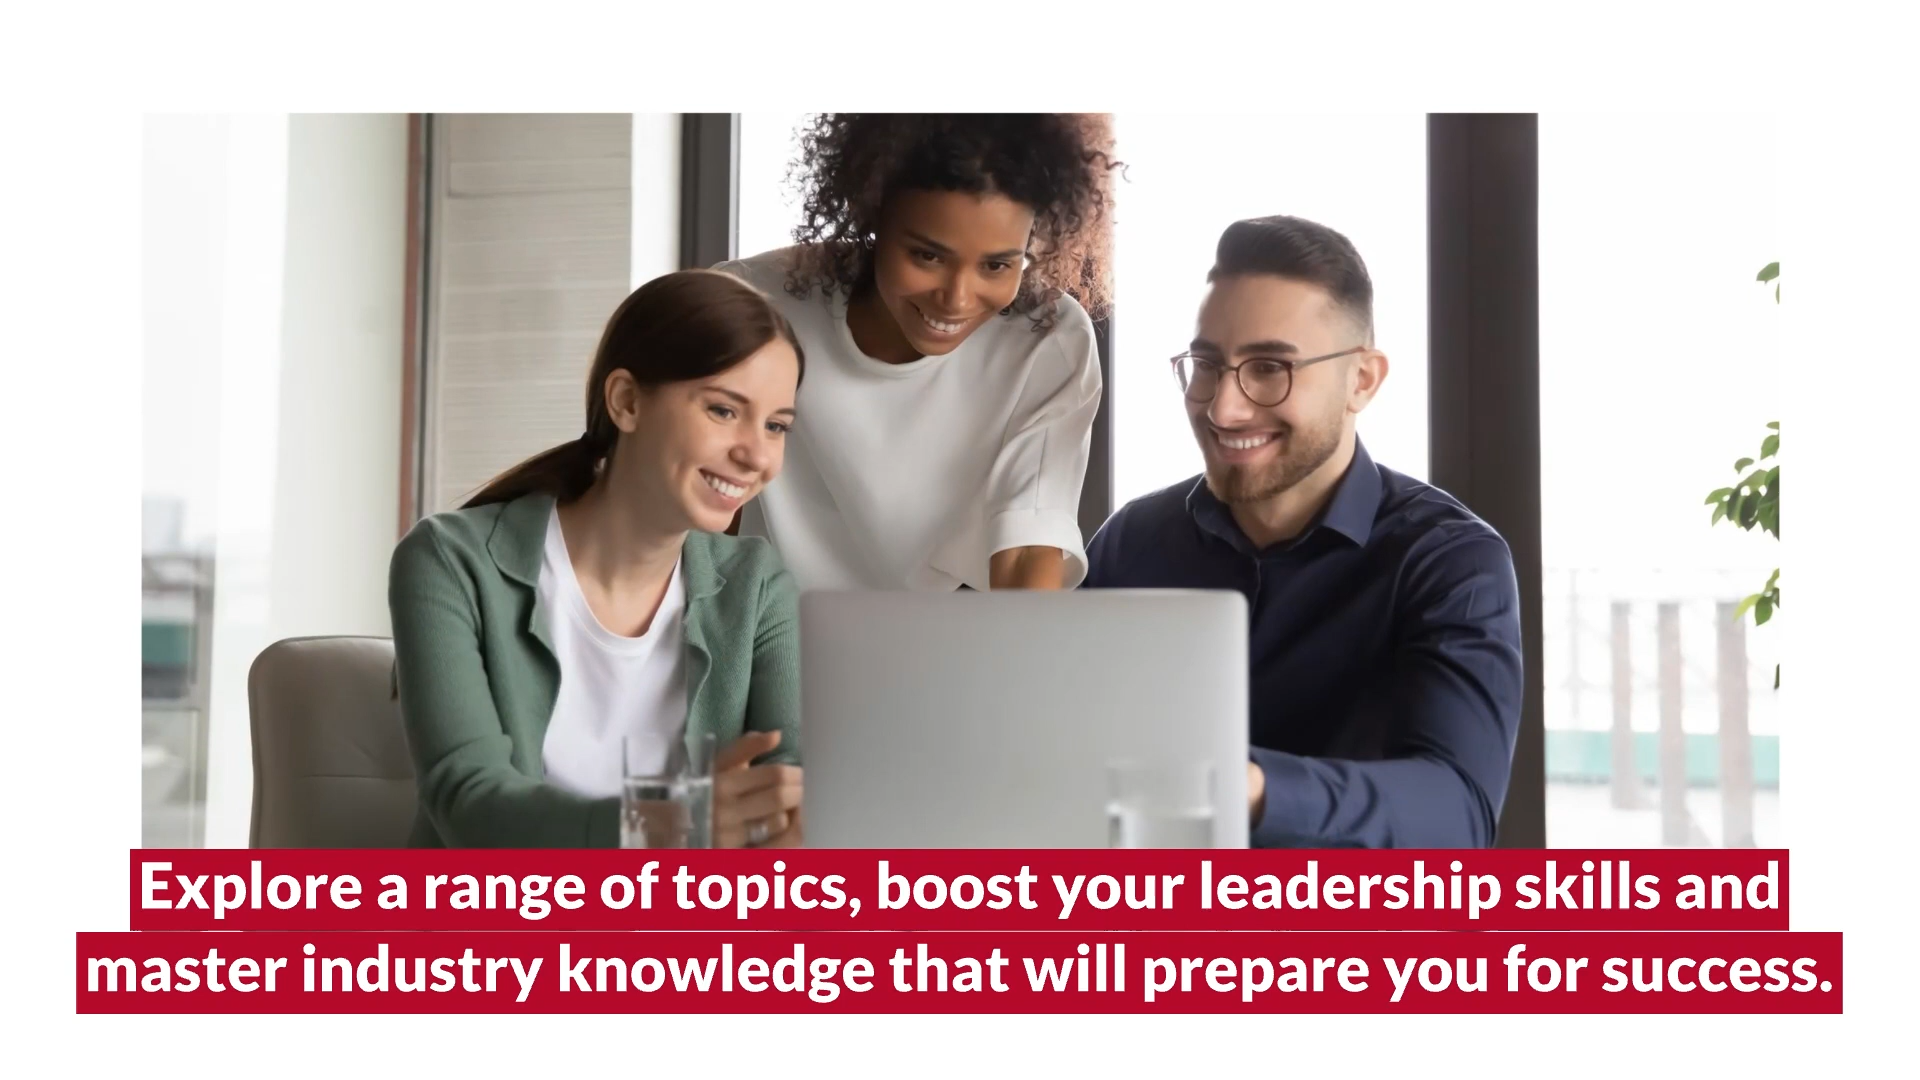 Explore a range of topics, boost your leadership skills and
master industry knowledge that will prepare you for success.